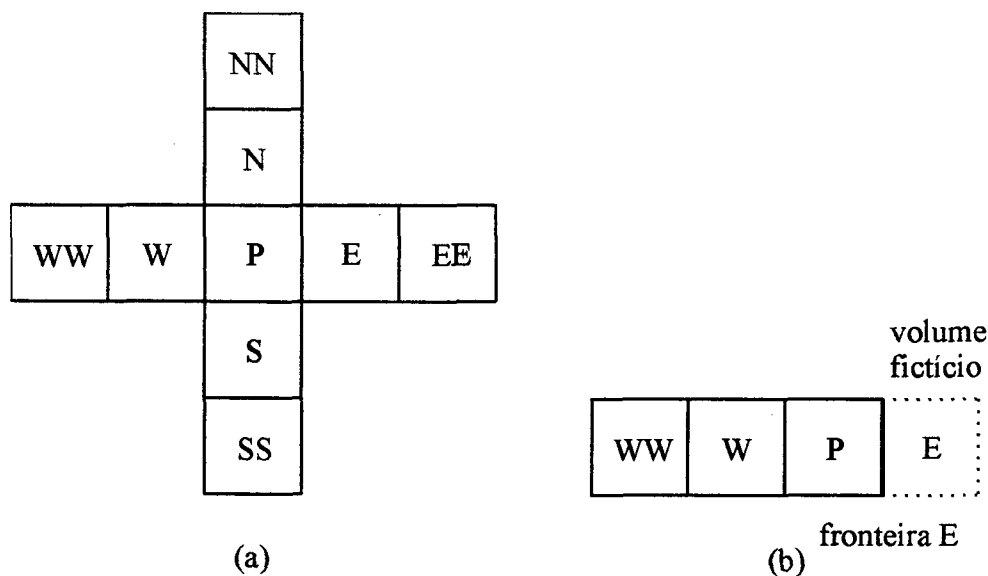 NN
N
WW W P E EE
S
SS
(a)
volume
fictício
WW W P E
fronteira E
(b)